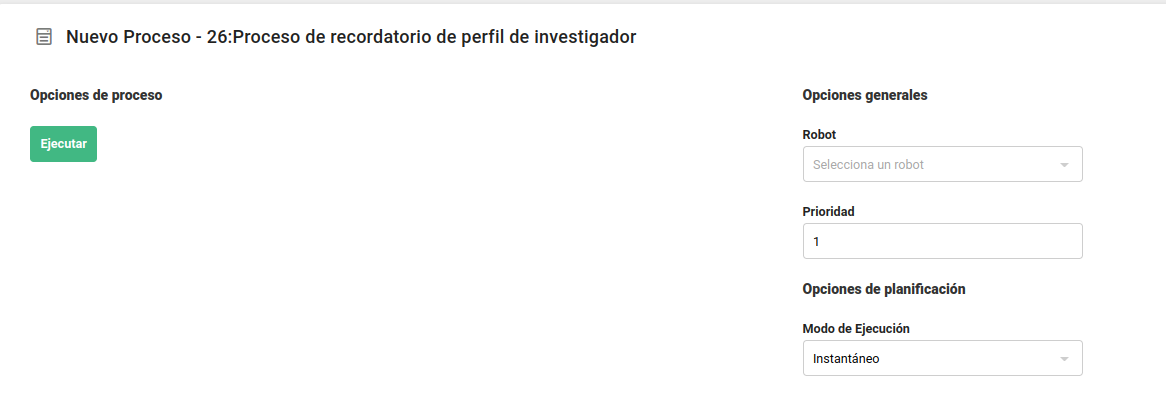 Nuevo Proceso - 26:Proceso de recordatorio de perfil de investigador
Opciones de proceso
Ejecutar
Opciones generales
Robot
Selecciona un robot
Prioridad
1
Opciones de planificación
Modo de Ejecución
Instantáneo